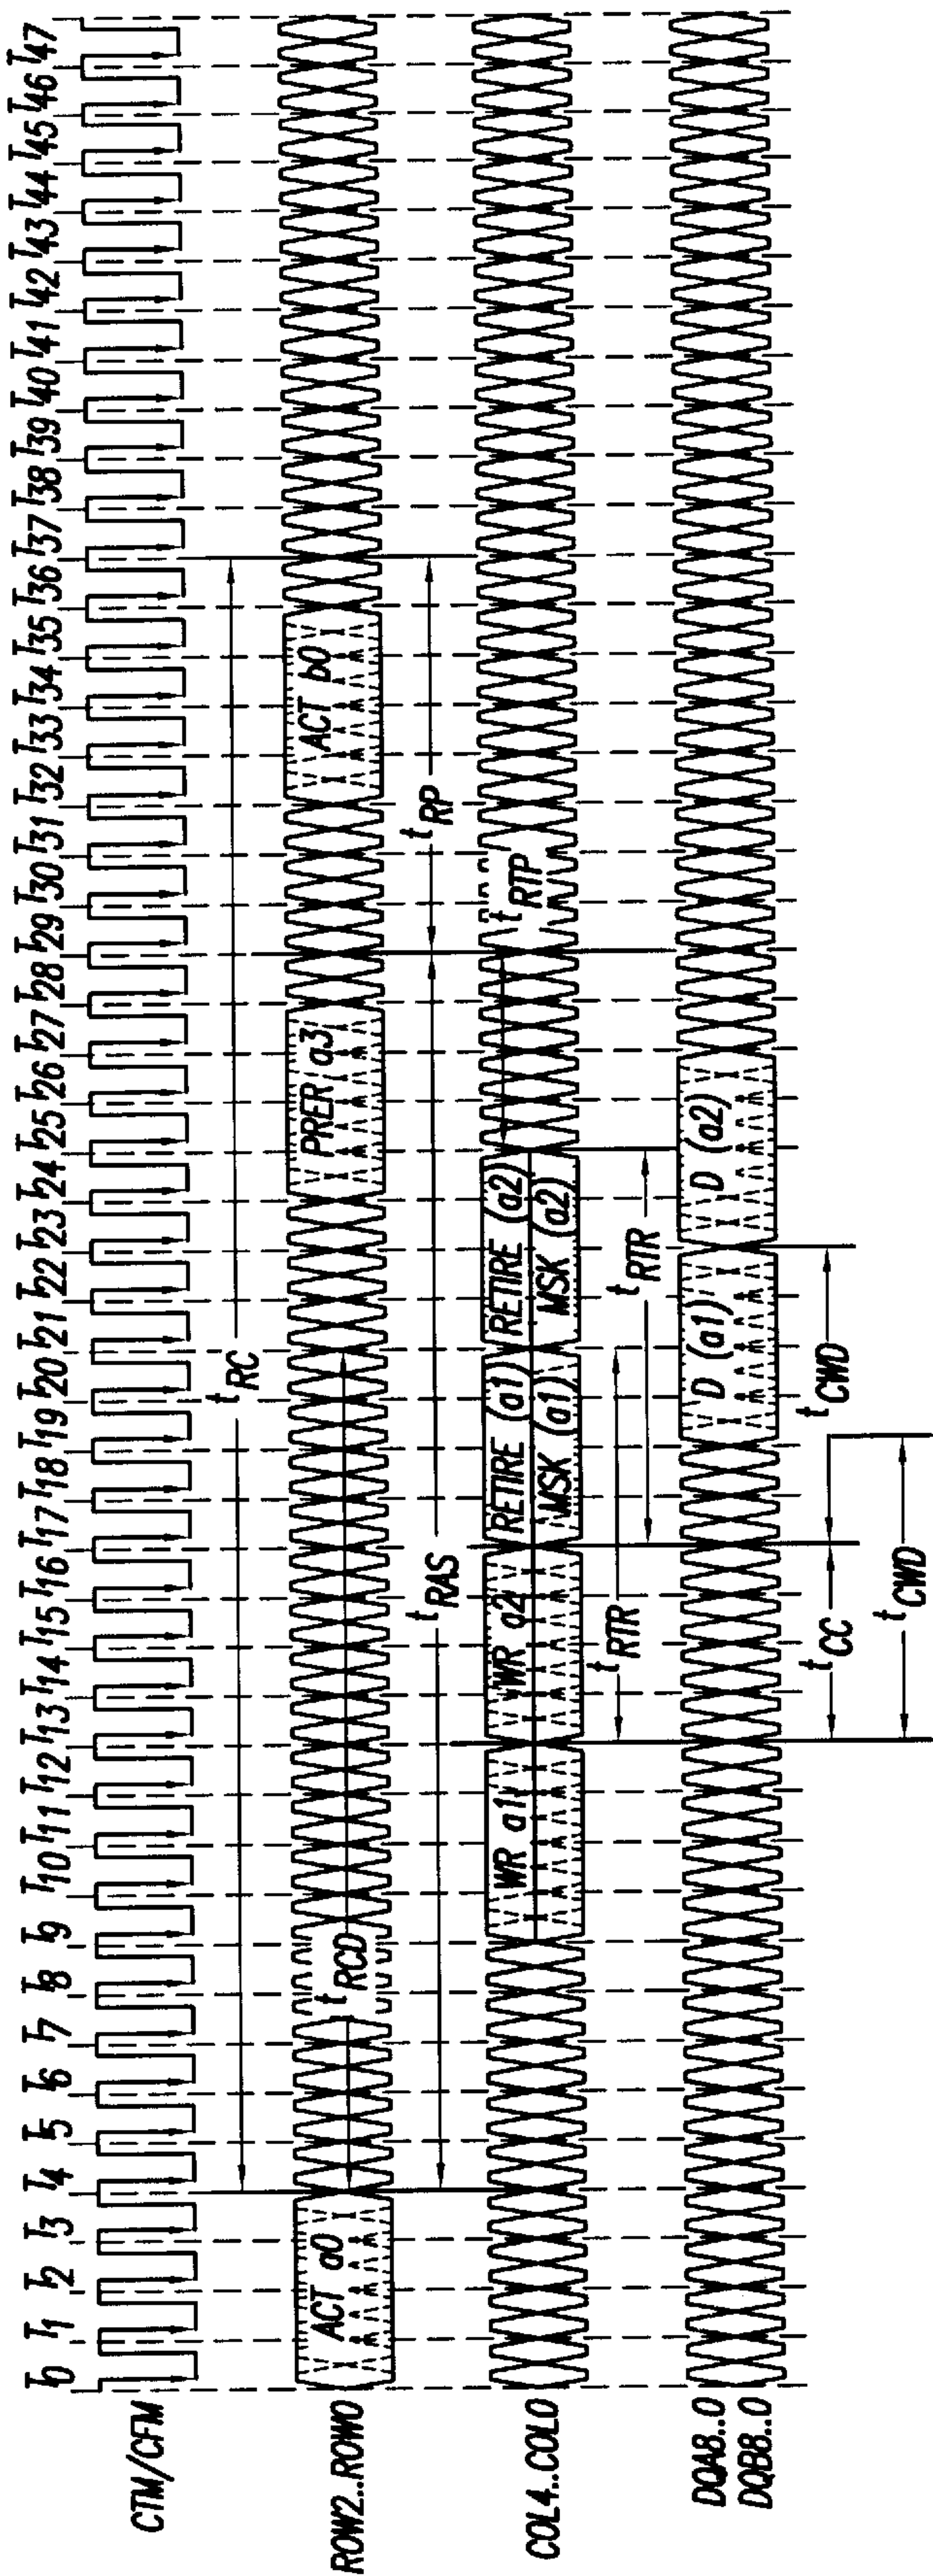 T0 T1 T2 T3 T4 T5 T6 T7 T8 T9 T10 T11 T12 T13 T14 T15 T16 T17 T18 T19 T20 T21 T22 T23 T24 T25 T26 T27 T28 T29 T30 T31 T32 T33 T34 T35 T36 T37 T38 T39 T40 T41 T42 T43 T44 T45 T46 T47
CTM/CFM
tRC
ROW2..ROW0
ACT a0
PRER a3
ACT b0
tRCD
tRAS
tRP
COL4..COL0
WR a1
WR a2
RETIRE (a1)
RETIRE (a2)
MSK (a1)
MSK (a2)
tRTP
tRTR
tRTR
DQA8..0
DQB8..0
D (a1)
D (a2)
tCC
tCWD
tCWD